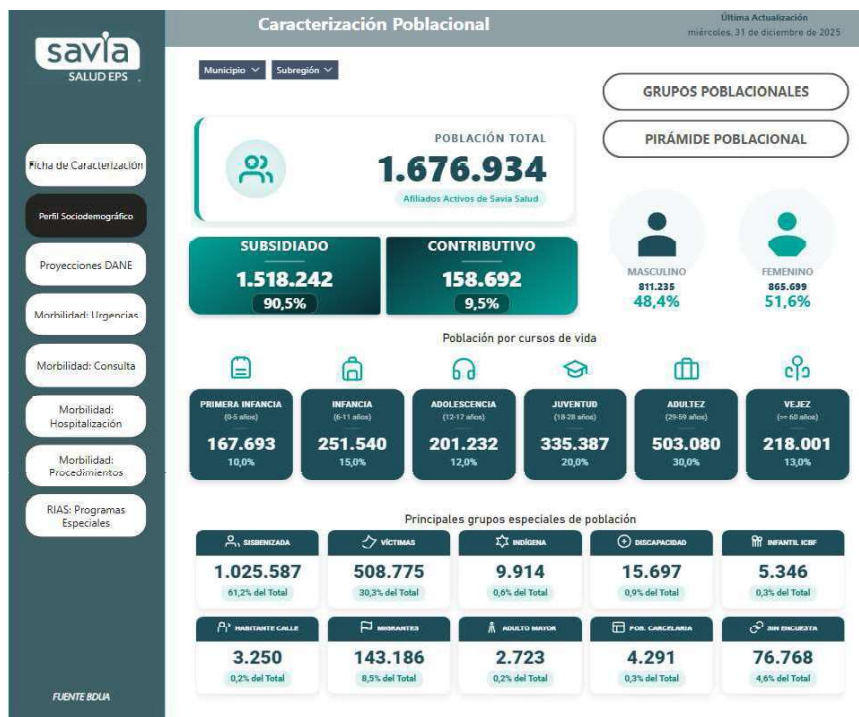 savia
SALUD EPS
Caracterización Poblacional
Última Actualización
miércoles, 31 de diciembre de 2025
Municipio
Subregión
GRUPOS POBLACIONALES
PIRÁMIDE POBLACIONAL
POBLACIÓN TOTAL
1.676.934
Afiliados Activos de Savia Salud
SUBSIDIADO
1.518.242
90,5%
CONTRIBUTIVO
158.692
9,5%
MASCULINO
811.235
48,4%
FEMENINO
865.699
51,6%
Ficha de Caracterización
Perfil Sociodemográfico
Proyecciones DANE
Morbilidad: Urgencias
Morbilidad: Consulta
Morbilidad:
Hospitalización
Morbilidad:
Procedimientos
RIAS: Programas
Especiales
FUENTE BDUA
Población por cursos de vida
PRIMERA INFANCIA
(0-5 años)
167.693
10,0%
INFANCIA
(6-11 años)
251.540
15,0%
ADOLESCENCIA
(12-17 años)
201.232
12,0%
JUVENTUD
(18-28 años)
335.387
20,0%
ADULTEZ
(29-59 años)
503.080
30,0%
VEJEZ
(>= 60 años)
218.001
13,0%
Principales grupos especiales de población
SISBENIZADA
1.025.587
61,2% del Total
VÍCTIMAS
508.775
30,3% del Total
INDÍGENA
9.914
0,6% del Total
DISCAPACIDAD
15.697
0,9% del Total
INFANTIL ICBF
5.346
0,3% del Total
HABITANTE CALLE
3.250
0,2% del Total
MIGRANTES
143.186
8,5% del Total
ADULTO MAYOR
2.723
0,2% del Total
POB. CARCELARIA
4.291
0,3% del Total
SIN ENCUESTA
76.768
4,6% del Total